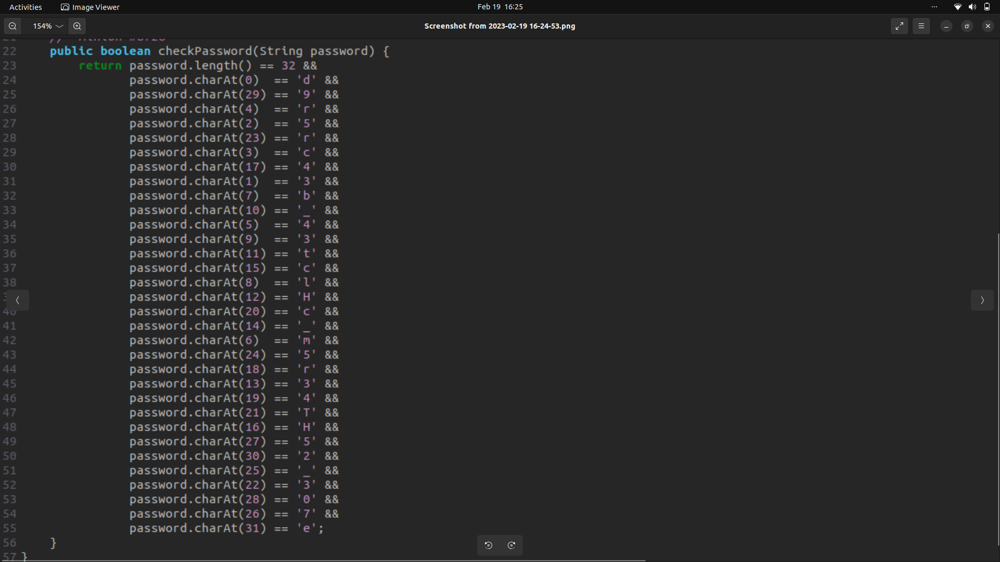 Activities Image Viewer Feb 19 16:25
154% Screenshot from 2023-02-19 16-24-53.png
22 public boolean checkPassword(String password) {
23 return password.length() == 32 &&
24 password.charAt(0) == 'd' &&
25 password.charAt(29) == '9' &&
26 password.charAt(4) == 'r' &&
27 password.charAt(2) == '5' &&
28 password.charAt(23) == 'r' &&
29 password.charAt(3) == 'c' &&
30 password.charAt(17) == '4' &&
31 password.charAt(1) == '3' &&
32 password.charAt(7) == 'b' &&
33 password.charAt(10) == '_' &&
34 password.charAt(5) == '4' &&
35 password.charAt(9) == '3' &&
36 password.charAt(11) == 't' &&
37 password.charAt(15) == 'c' &&
38 password.charAt(8) == 'l' &&
password.charAt(12) == 'H' &&
40 password.charAt(20) == 'c' &&
41 password.charAt(14) == '_' &&
42 password.charAt(6) == 'm' &&
43 password.charAt(24) == '5' &&
44 password.charAt(18) == 'r' &&
45 password.charAt(13) == '3' &&
46 password.charAt(19) == '4' &&
47 password.charAt(21) == 'T' &&
48 password.charAt(16) == 'H' &&
49 password.charAt(27) == '5' &&
50 password.charAt(30) == '2' &&
51 password.charAt(25) == '_' &&
52 password.charAt(22) == '3' &&
53 password.charAt(28) == '0' &&
54 password.charAt(26) == '7' &&
55 password.charAt(31) == 'e';
56 }
57 }